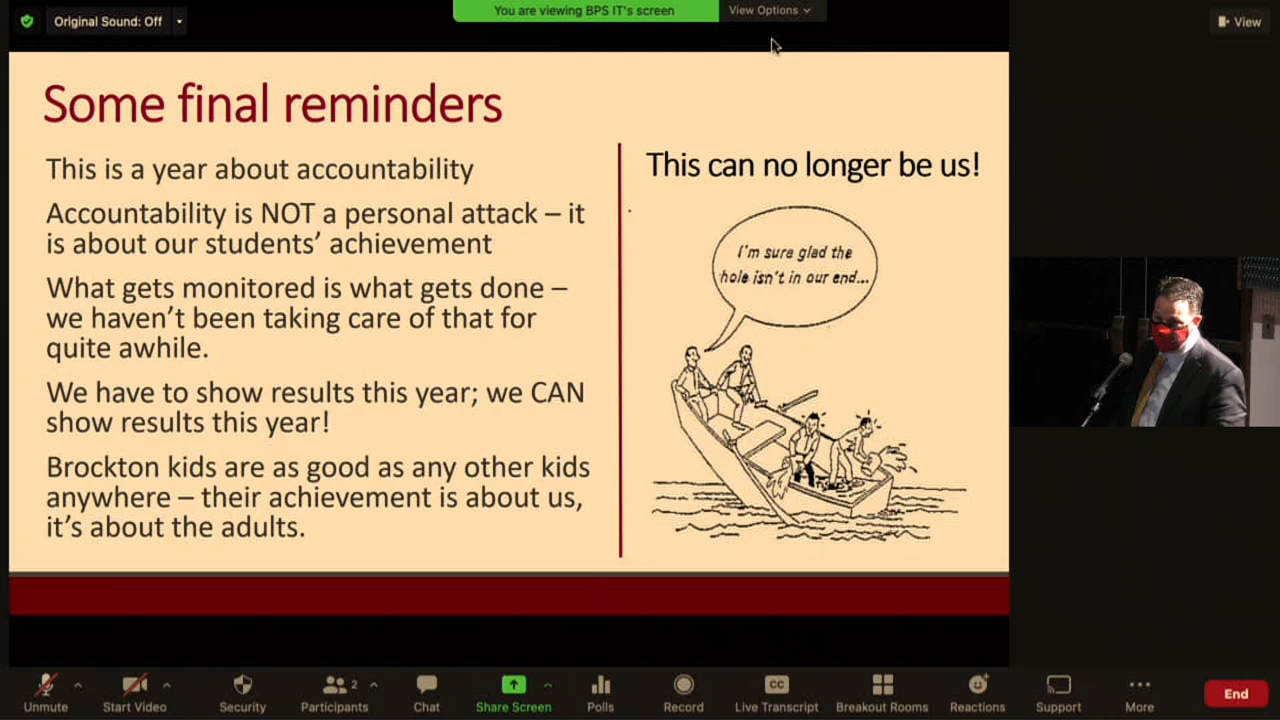 Original Sound: Off
You are viewing BPS IT's screen
View Options
View
Some final reminders
This is a year about accountability
Accountability is NOT a personal attack – it
is about our students' achievement
What gets monitored is what gets done –
we haven't been taking care of that for
quite awhile.
We have to show results this year; we CAN
show results this year!
Brockton kids are as good as any other kids
anywhere – their achievement is about us,
it's about the adults.
This can no longer be us!
I'm sure glad the
hole isn't in our end...
Unmute
Start Video
Security
2
Participants
Chat
Share Screen
Polls
Record
CC
Live Transcript
Breakout Rooms
Reactions
Support
More
End